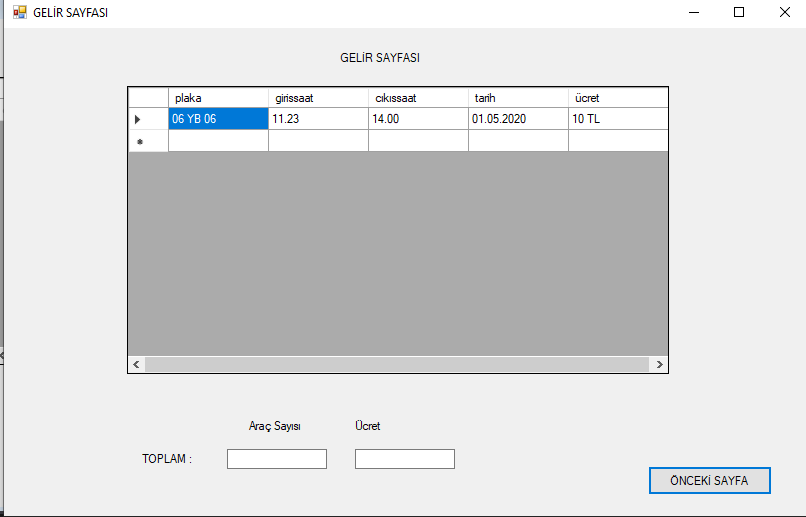 GELİR SAYFASI
GELİR SAYFASI
plaka girissaat cıkıssaat tarih ücret
06 YB 06 11.23 14.00 01.05.2020 10 TL
Araç Sayısı Ücret
TOPLAM :
ÖNCEKİ SAYFA